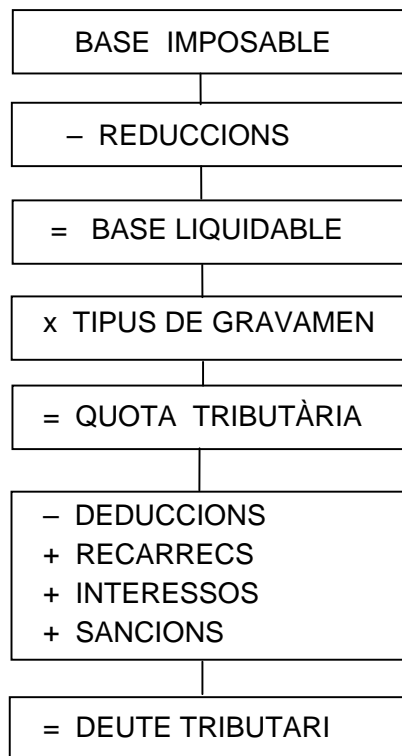 BASE IMPOSABLE
– REDUCCIONS
= BASE LIQUIDABLE
x TIPUS DE GRAVAMEN
= QUOTA TRIBUTÀRIA
– DEDUCCIONS
+ RECARRECS
+ INTERESSOS
+ SANCIONS
= DEUTE TRIBUTARI